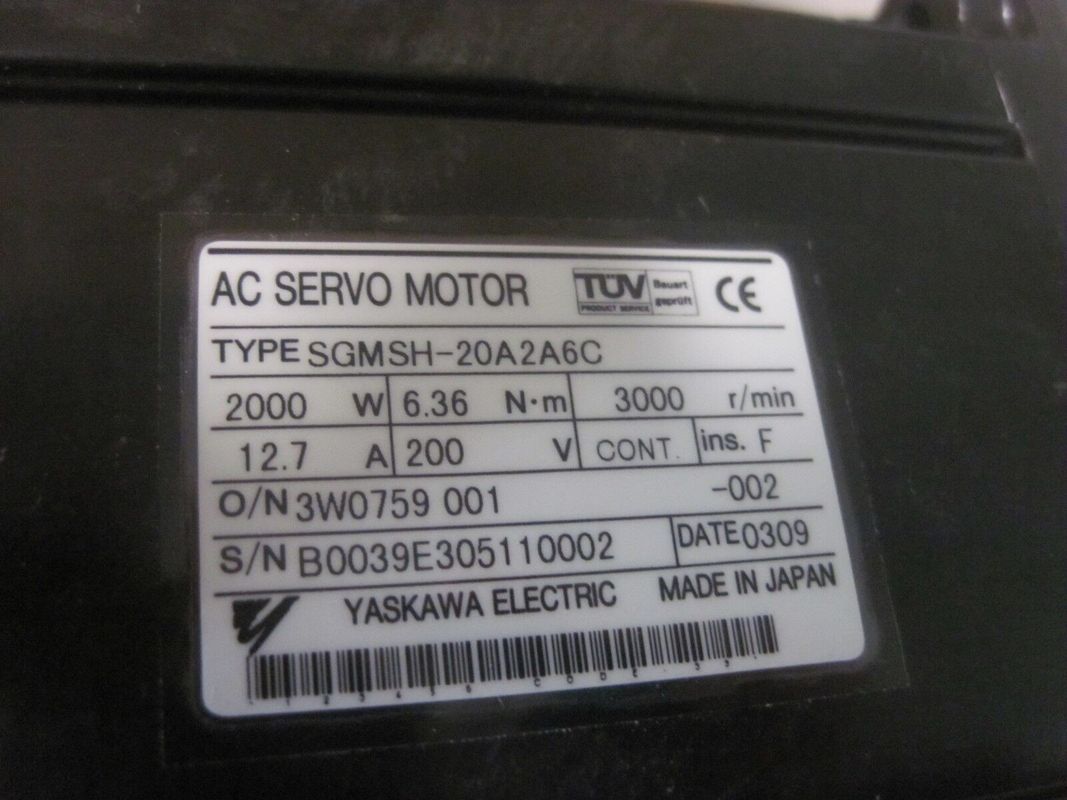 AC SERVO MOTOR TÜV PRODUCT SERVICE Bauart geprüft CE
TYPE SGMSH-20A2A6C
2000 W 6.36 N·m 3000 r/min
12.7 A 200 V CONT. ins. F
O/N 3W0759 001 -002
S/N B0039E305110002 DATE 0309
YASKAWA ELECTRIC MADE IN JAPAN